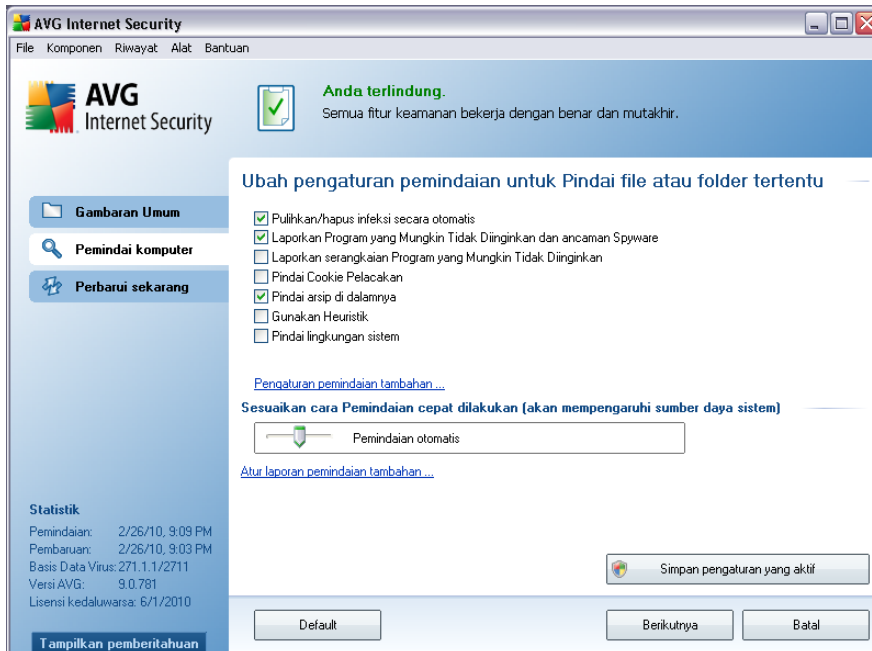 AVG Internet Security
File Komponen Riwayat Alat Bantuan
AVG
Internet Security
Anda terlindung.
Semua fitur keamanan bekerja dengan benar dan mutakhir.
Gambaran Umum
Pemindai komputer
Perbarui sekarang
Ubah pengaturan pemindaian untuk Pindai file atau folder tertentu
Pulihkan/hapus infeksi secara otomatis
Laporkan Program yang Mungkin Tidak Diinginkan dan ancaman Spyware
Laporkan serangkaian Program yang Mungkin Tidak Diinginkan
Pindai Cookie Pelacakan
Pindai arsip di dalamnya
Gunakan Heuristik
Pindai lingkungan sistem
Pengaturan pemindaian tambahan ...
Sesuaikan cara Pemindaian cepat dilakukan (akan mempengaruhi sumber daya sistem)
Pemindaian otomatis
Atur laporan pemindaian tambahan ...
Statistik
Pemindaian: 2/26/10, 9:09 PM
Pembaruan: 2/26/10, 9:03 PM
Basis Data Virus: 271.1.1/2711
Versi AVG: 9.0.781
Lisensi kedaluwarsa: 6/1/2010
Tampilkan pemberitahuan
Simpan pengaturan yang aktif
Default
Berikutnya
Batal